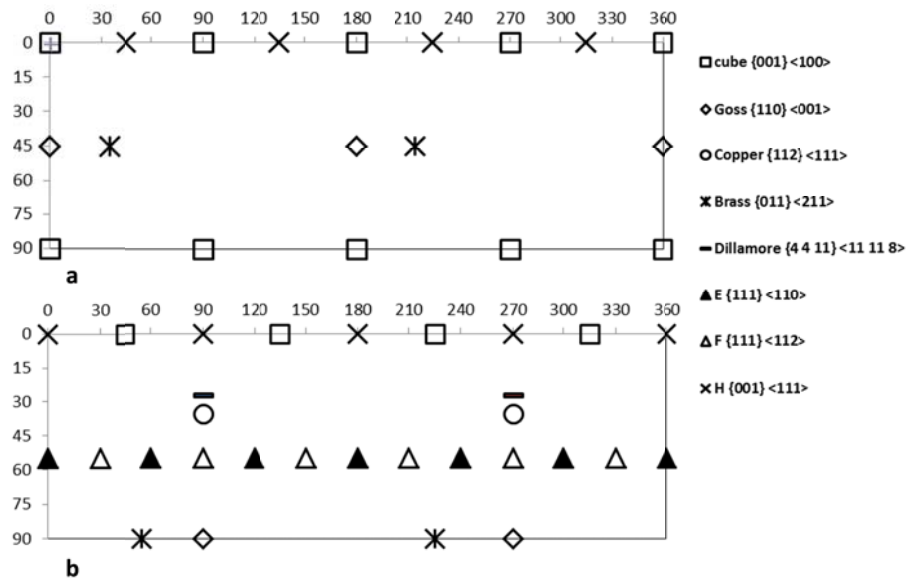 0 30 60 90 120 150 180 210 240 270 300 330 360
0
15
30
45
60
75
90
a
0 30 60 90 120 150 180 210 240 270 300 330 360
0
15
30
45
60
75
90
b
cube {001} <100>
Goss {110} <001>
Copper {112} <111>
Brass {011} <211>
Dillamore {4 4 11} <11 11 8>
E {111} <110>
F {111} <112>
H {001} <111>